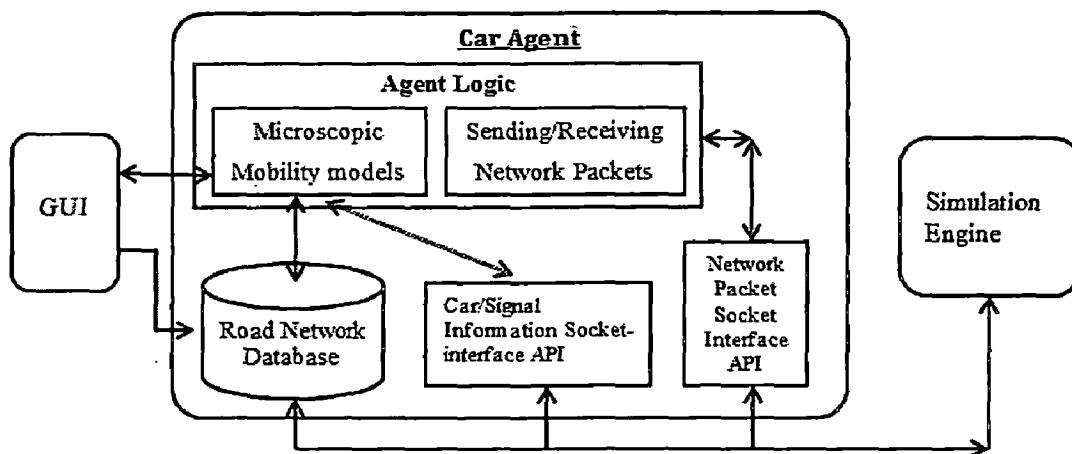 Car Agent
Agent Logic
Microscopic
Mobility models
Sending/Receiving
Network Packets
GUI
Simulation
Engine
Road Network
Database
Car/Signal
Information Socket-
interface API
Network
Packet
Socket
Interface
API